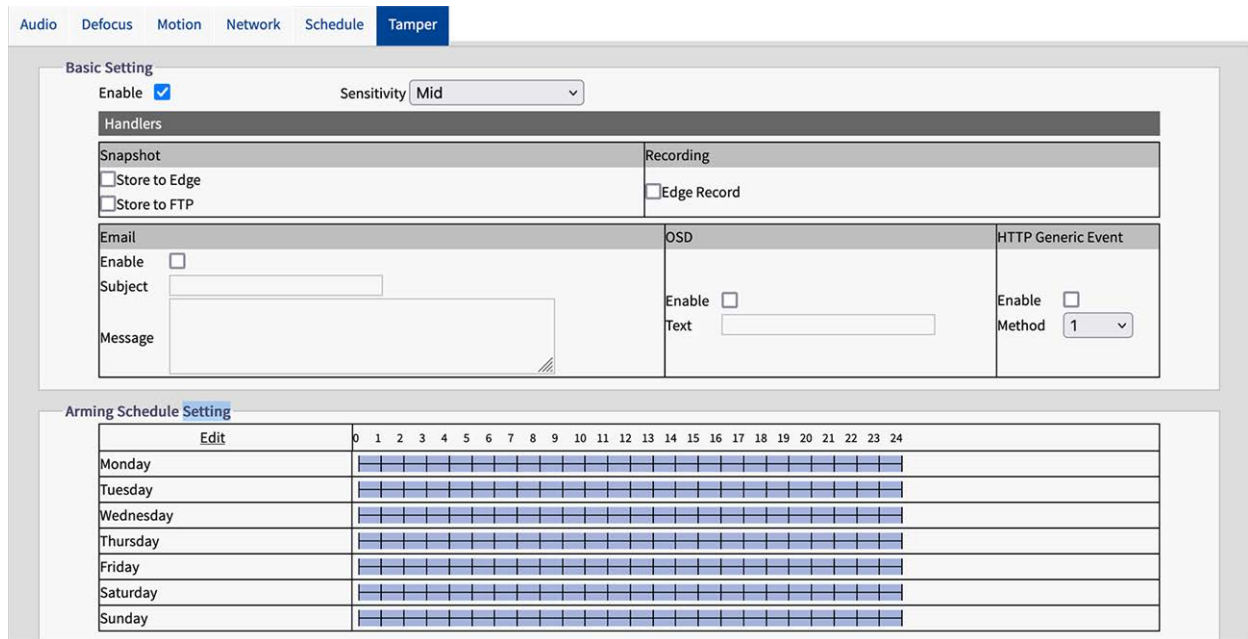 Audio Defocus Motion Network Schedule Tamper
Basic Setting
Enable Sensitivity Mid
Handlers
Snapshot Recording
Store to Edge
Edge Record
Store to FTP
Email OSD HTTP Generic Event
Enable
Subject
Enable Enable
Text Method 1
Message
Arming Schedule Setting
Edit 0 1 2 3 4 5 6 7 8 9 10 11 12 13 14 15 16 17 18 19 20 21 22 23 24
Monday
Tuesday
Wednesday
Thursday
Friday
Saturday
Sunday